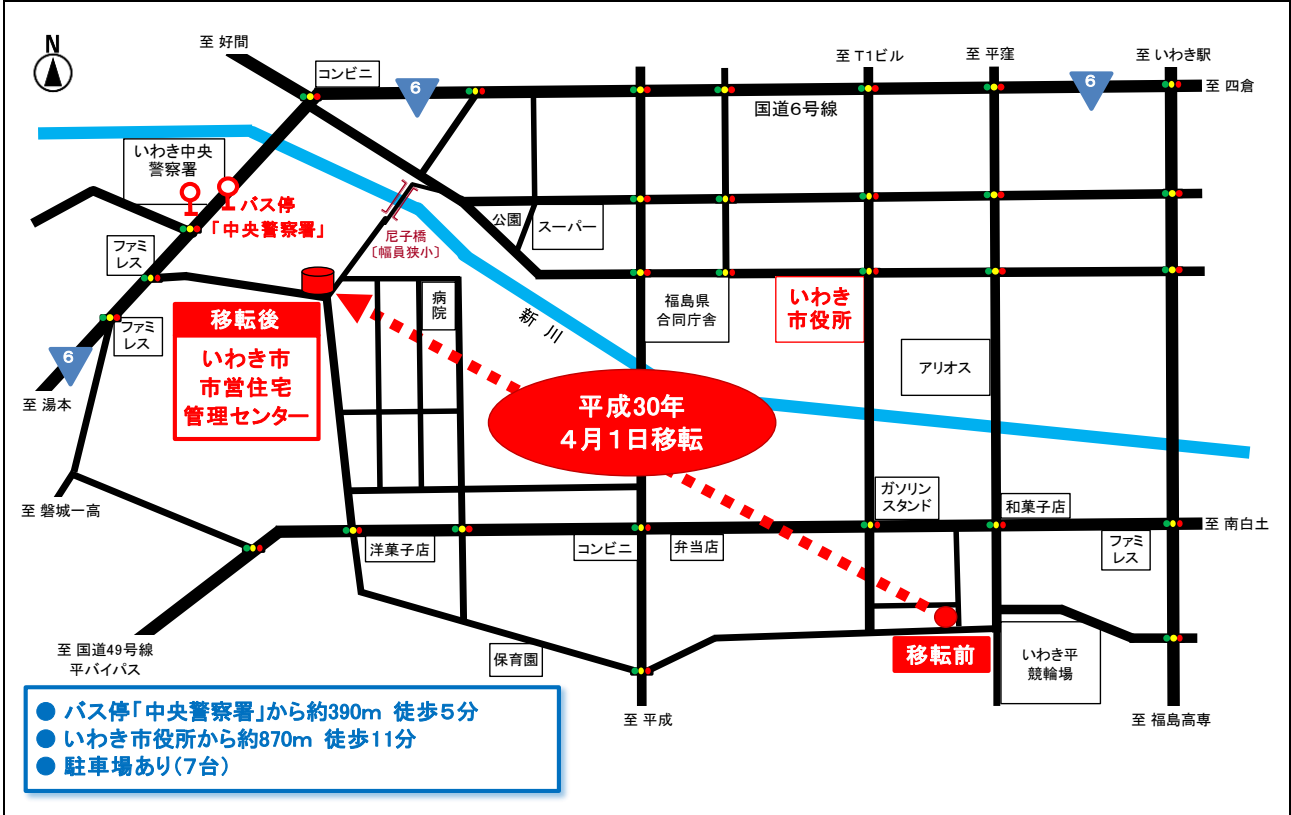 N
至 好間
コンビニ
6
至 T1ビル
至 平窪
至 いわき駅
6
至 四倉
国道6号線
いわき中央
警察署
バス停
「中央警察署」
尼子橋
〔幅員狭小〕
公園
スーパー
ファミ
レス
ファミ
レス
6
至 湯本
移転後
いわき市
市営住宅
管理センター
病
院
新 川
福島県
合同庁舎
いわき
市役所
アリオス
平成30年
4月1日移転
至 磐城一高
ガソリン
スタンド
和菓子店
至 南白土
洋菓子店
コンビニ
弁当店
ファミ
レス
至 国道49号線
平バイパス
保育園
移転前
いわき平
競輪場
至 平成
至 福島高専
● バス停「中央警察署」から約390m 徒歩5分
● いわき市役所から約870m 徒歩11分
● 駐車場あり(7台)